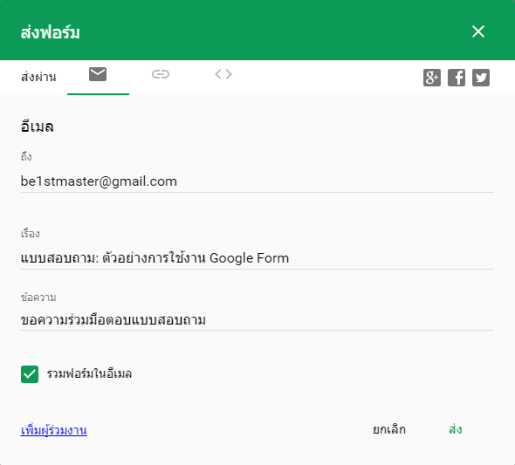 ส่งฟอร์ม
ส่งผ่าน
อีเมล
ถึง
be1stmaster@gmail.com
เรื่อง
แบบสอบถาม: ตัวอย่างการใช้งาน Google Form
ข้อความ
ขอความร่วมมือตอบแบบสอบถาม
รวมฟอร์มในอีเมล
เพิ่มผู้ร่วมงาน ยกเลิก ส่ง